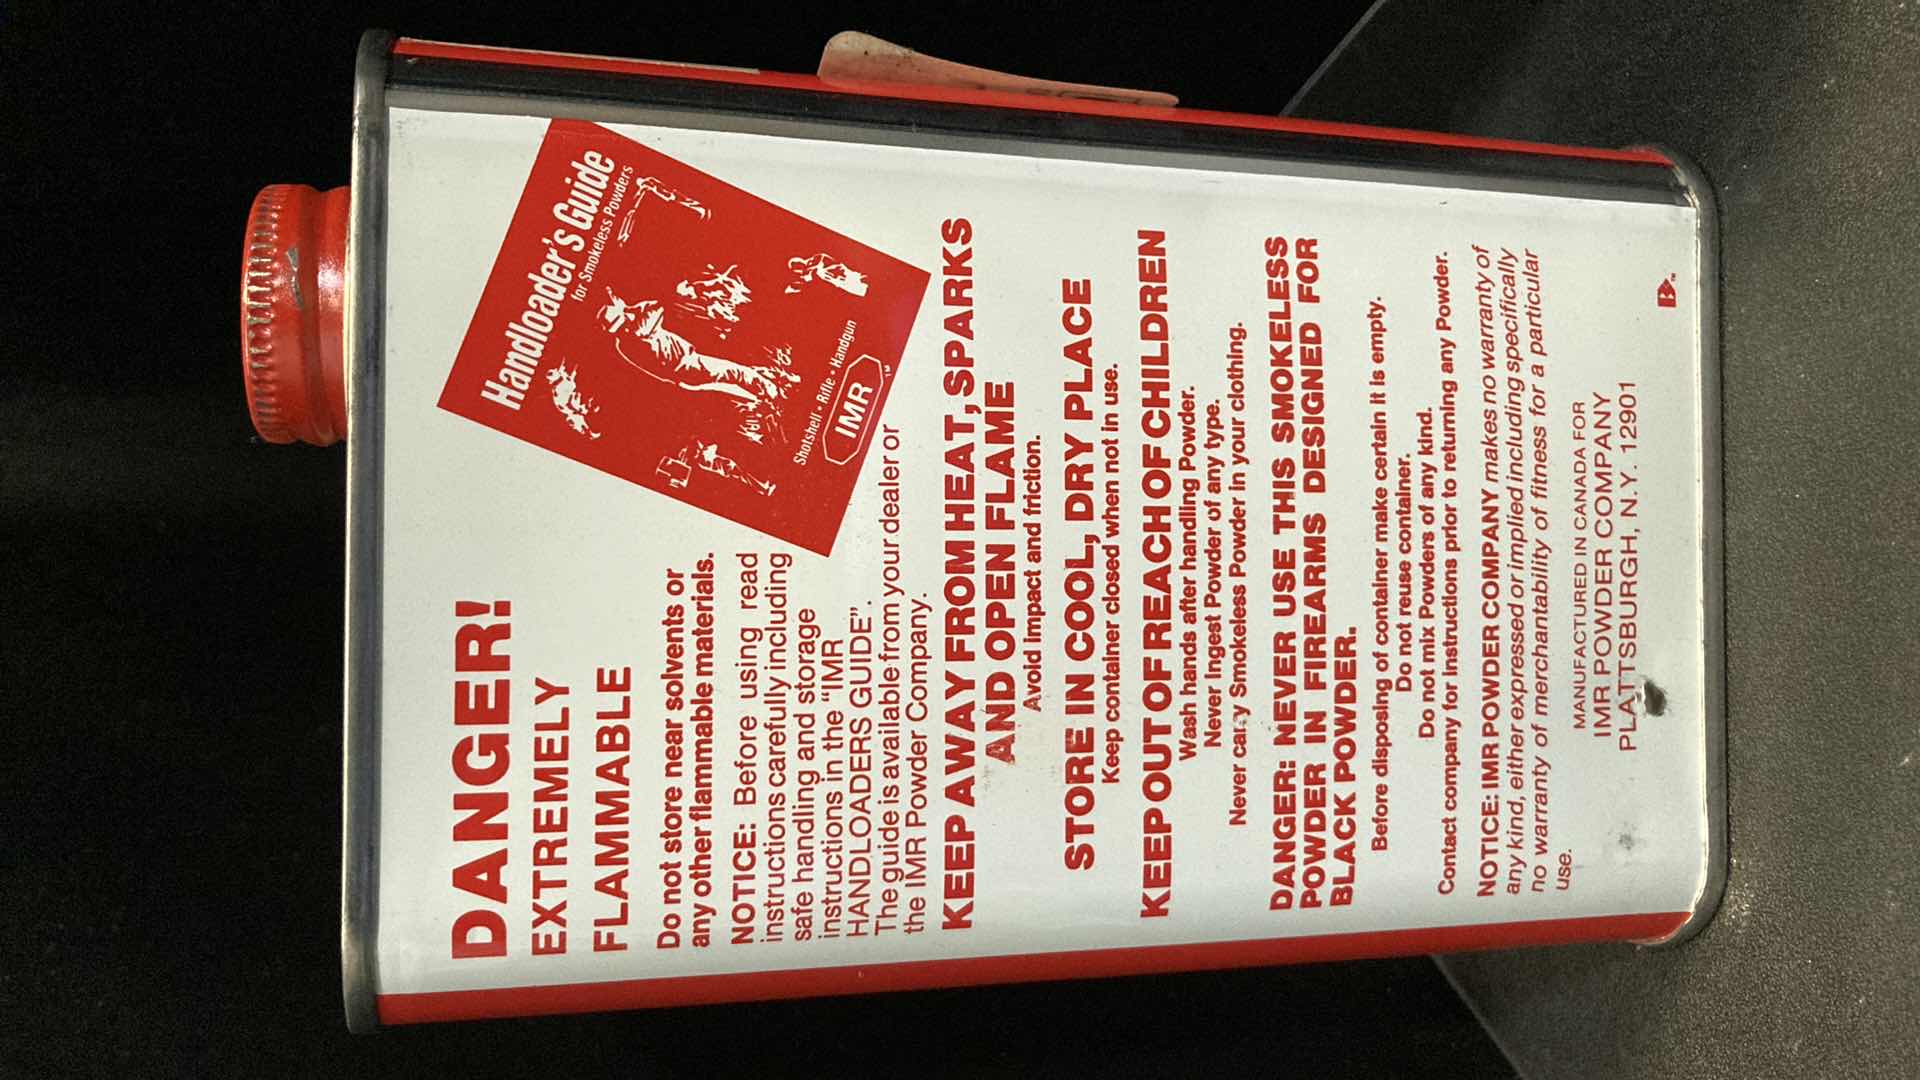 Handloader's Guide
for Smokeless Powders
Shotshell • Rifle • Handgun
IMR™
DANGER!
EXTREMELY
FLAMMABLE
Do not store near solvents or
any other flammable materials.
NOTICE: Before using read
instructions carefully including
safe handling and storage
instructions in the "IMR
HANDLOADERS GUIDE".
The guide is available from your dealer or
the IMR Powder Company.
KEEP AWAY FROM HEAT, SPARKS
AND OPEN FLAME
Avoid Impact and friction.
STORE IN COOL, DRY PLACE
Keep container closed when not in use.
KEEP OUT OF REACH OF CHILDREN
Wash hands after handling Powder.
Never Ingest Powder of any type.
Never carry Smokeless Powder in your clothing.
DANGER: NEVER USE THIS SMOKELESS
POWDER IN FIREARMS DESIGNED FOR
BLACK POWDER.
Before disposing of container make certain it is empty.
Do not reuse container.
Do not mix Powders of any kind.
Contact company for instructions prior to returning any Powder.
NOTICE: IMR POWDER COMPANY makes no warranty of
any kind, either expressed or implied including specifically
no warranty of merchantability of fitness for a particular
use.
MANUFACTURED IN CANADA FOR
IMR POWDER COMPANY
PLATTSBURGH, N.Y. 12901